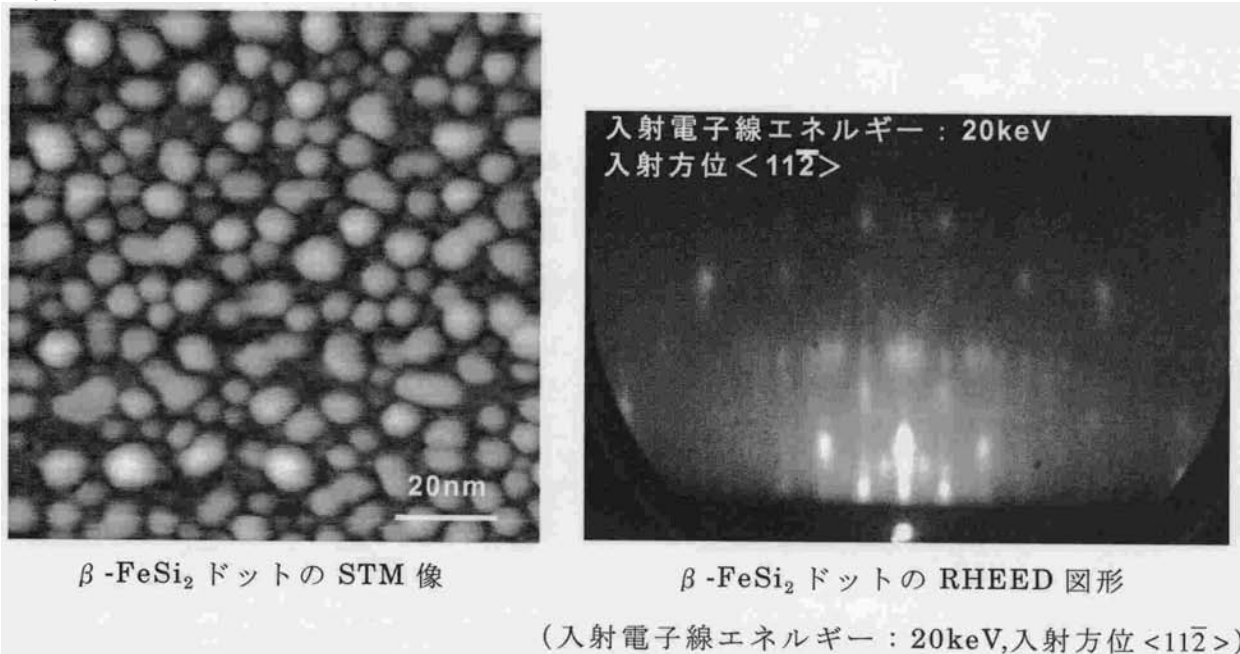 20nm
入射電子線エネルギー：20keV
入射方位<11\overline{2}>
β-FeSi₂ ドットの STM 像
β-FeSi₂ ドットの RHEED 図形
(入射電子線エネルギー：20keV,入射方位 <11\overline{2}>)